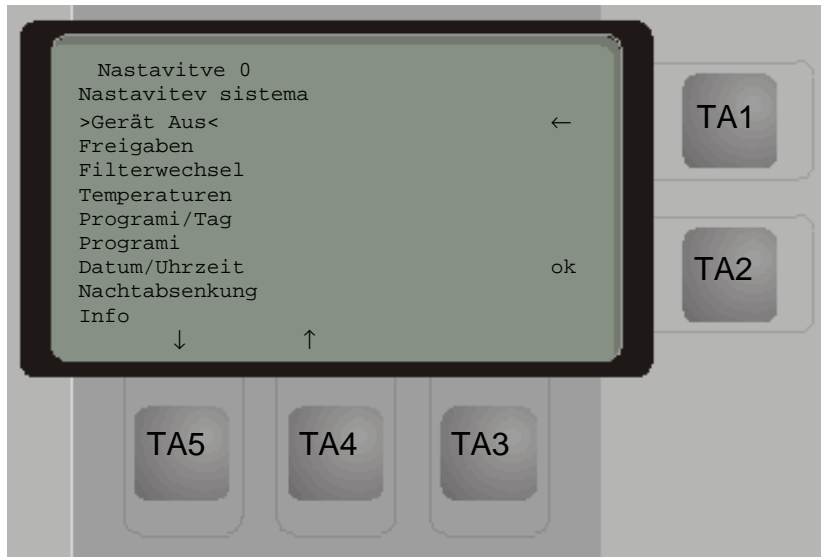 Nastavitve 0
Nastavitev sistema
>Gerät Aus< ←
Freigaben
Filterwechsel
Temperaturen
Programi/Tag
Programi
Datum/Uhrzeit ok
Nachtabsenkung
Info
↓ ↑
TA1
TA2
TA5 TA4 TA3